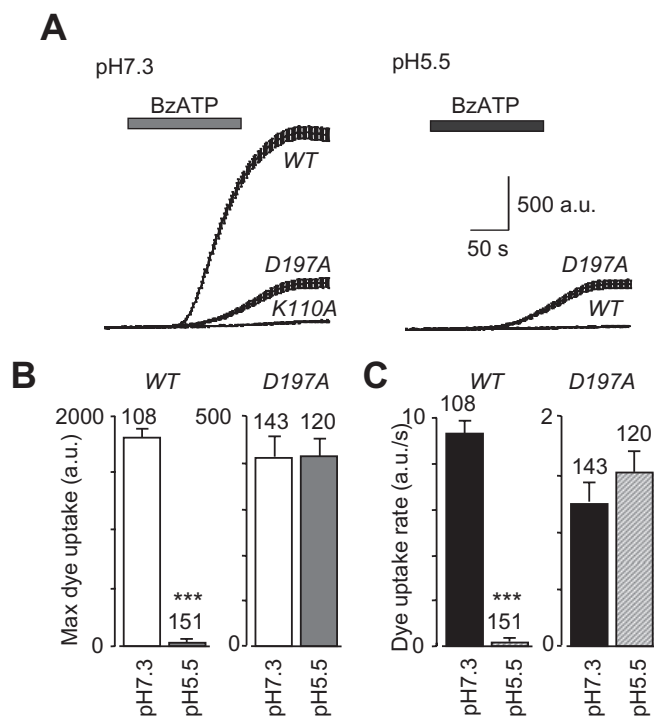 A
pH7.3
pH5.5
BzATP
BzATP
WT
500 a.u.
50 s
D197A
K110A
D197A
WT
B
WT
D197A
Max dye uptake (a.u.)
2000
0
108
***
151
500
0
143
120
pH7.3
pH5.5
pH7.3
pH5.5
C
WT
D197A
Dye uptake rate (a.u./s)
10
0
108
***
151
2
0
143
120
pH7.3
pH5.5
pH7.3
pH5.5